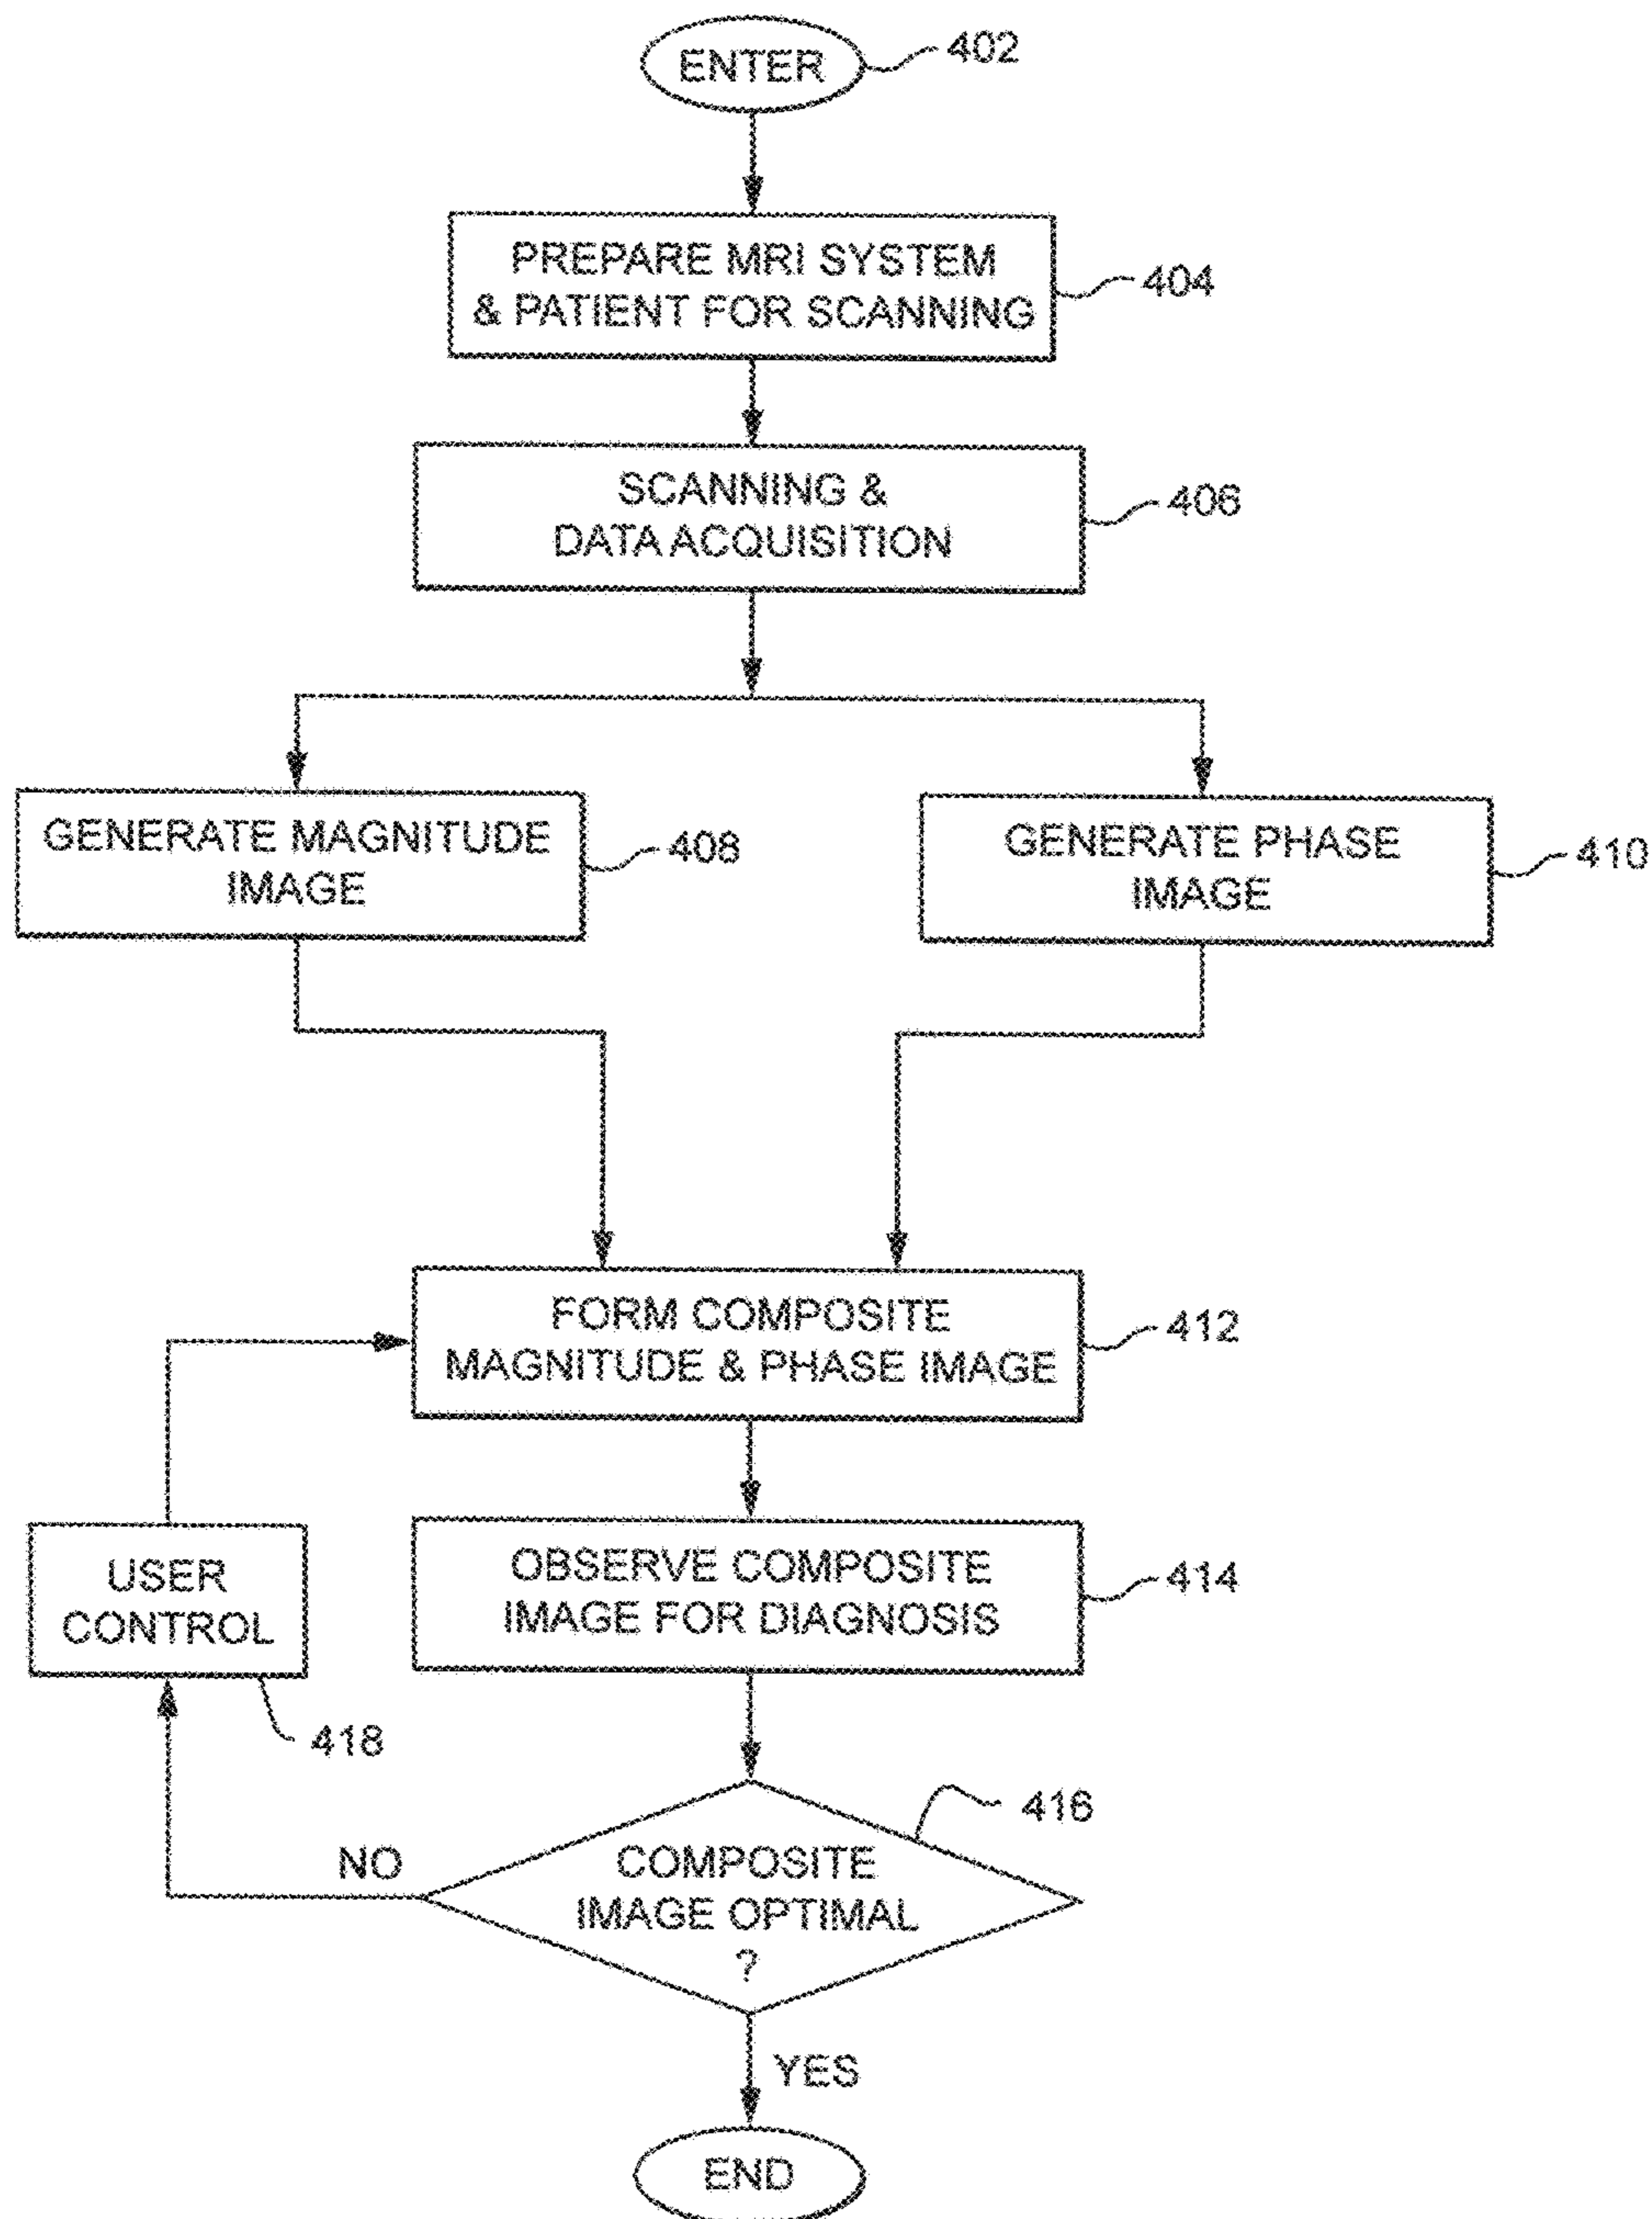 ENTER
402
PREPARE MRI SYSTEM
& PATIENT FOR SCANNING
404
SCANNING &
DATA ACQUISITION
406
GENERATE MAGNITUDE
IMAGE
408
GENERATE PHASE
IMAGE
410
FORM COMPOSITE
MAGNITUDE & PHASE IMAGE
412
OBSERVE COMPOSITE
IMAGE FOR DIAGNOSIS
414
USER
CONTROL
418
COMPOSITE
IMAGE OPTIMAL
?
416
NO
YES
END